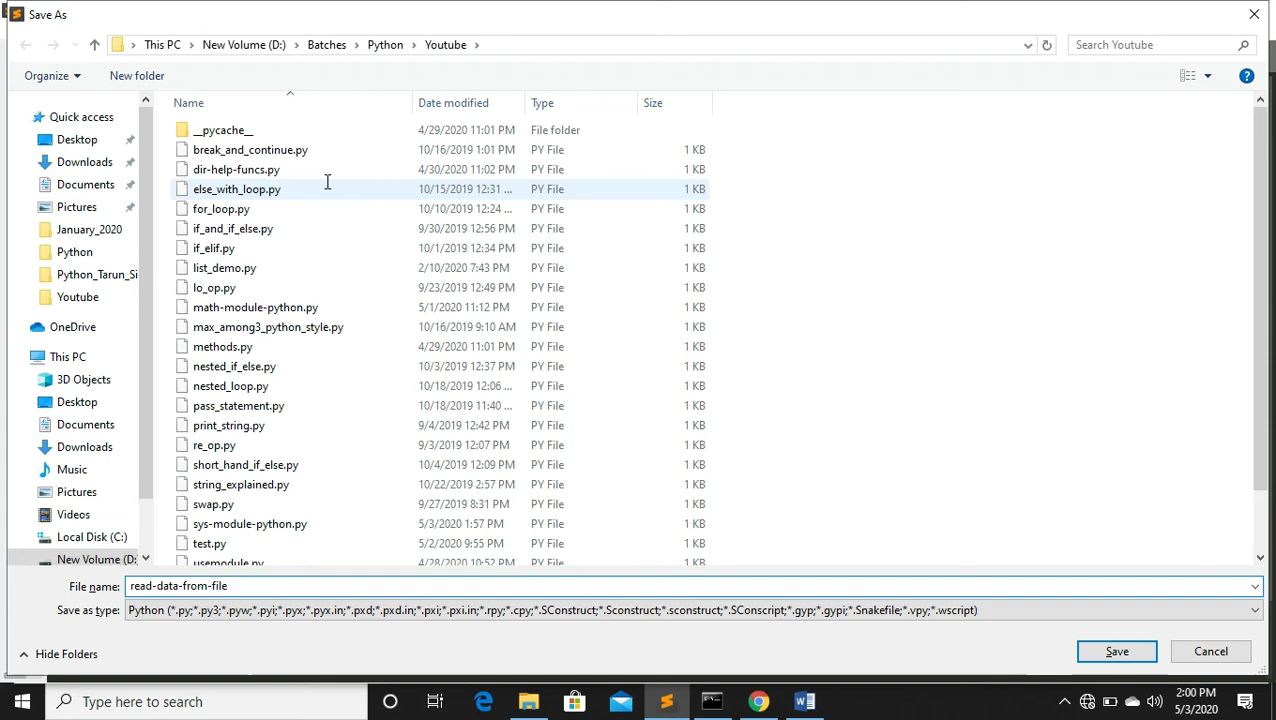 Save As
This PC > New Volume (D:) > Batches > Python > Youtube >
Search Youtube
Organize
New folder
Name Date modified Type Size
Quick access
Desktop
Downloads
Documents
Pictures
January_2020
Python
Python_Tarun_Si
Youtube
OneDrive
This PC
3D Objects
Desktop
Documents
Downloads
Music
Pictures
Videos
Local Disk (C:)
New Volume (D:
__pycache__ 4/29/2020 11:01 PM File folder
break_and_continue.py 10/16/2019 1:01 PM PY File 1 KB
dir-help-funcs.py 4/30/2020 11:02 PM PY File 1 KB
else_with_loop.py 10/15/2019 12:31 ... PY File 1 KB
for_loop.py 10/10/2019 12:24 ... PY File 1 KB
if_and_if_else.py 9/30/2019 12:56 PM PY File 1 KB
if_elif.py 10/1/2019 12:34 PM PY File 1 KB
list_demo.py 2/10/2020 7:43 PM PY File 1 KB
lo_op.py 9/23/2019 12:49 PM PY File 1 KB
math-module-python.py 5/1/2020 11:12 PM PY File 1 KB
max_among3_python_style.py 10/16/2019 9:10 AM PY File 1 KB
methods.py 4/29/2020 11:01 PM PY File 1 KB
nested_if_else.py 10/3/2019 12:37 PM PY File 1 KB
nested_loop.py 10/18/2019 12:06 ... PY File 1 KB
pass_statement.py 10/18/2019 11:40 ... PY File 1 KB
print_string.py 9/4/2019 12:42 PM PY File 1 KB
re_op.py 9/3/2019 12:07 PM PY File 1 KB
short_hand_if_else.py 10/4/2019 12:09 PM PY File 1 KB
string_explained.py 10/22/2019 2:57 PM PY File 1 KB
swap.py 9/27/2019 8:31 PM PY File 1 KB
sys-module-python.py 5/3/2020 1:57 PM PY File 1 KB
test.py 5/2/2020 9:55 PM PY File 1 KB
usemodule.py 4/28/2020 10:52 PM PY File 1 KB
File name: read-data-from-file
Save as type: Python (*.py;*.py3;*.pyw;*.pyi;*.pyx;*.pyx.in;*.pxd;*.pxd.in;*.pxi;*.pxi.in;*.rpy;*.cpy;*.SConstruct;*.Sconstruct;*.sconstruct;*.SConscript;*.gyp;*.gypi;*.Snakefile;*.vpy;*.wscript)
Hide Folders
Save
Cancel
Type here to search
2:00 PM
5/3/2020